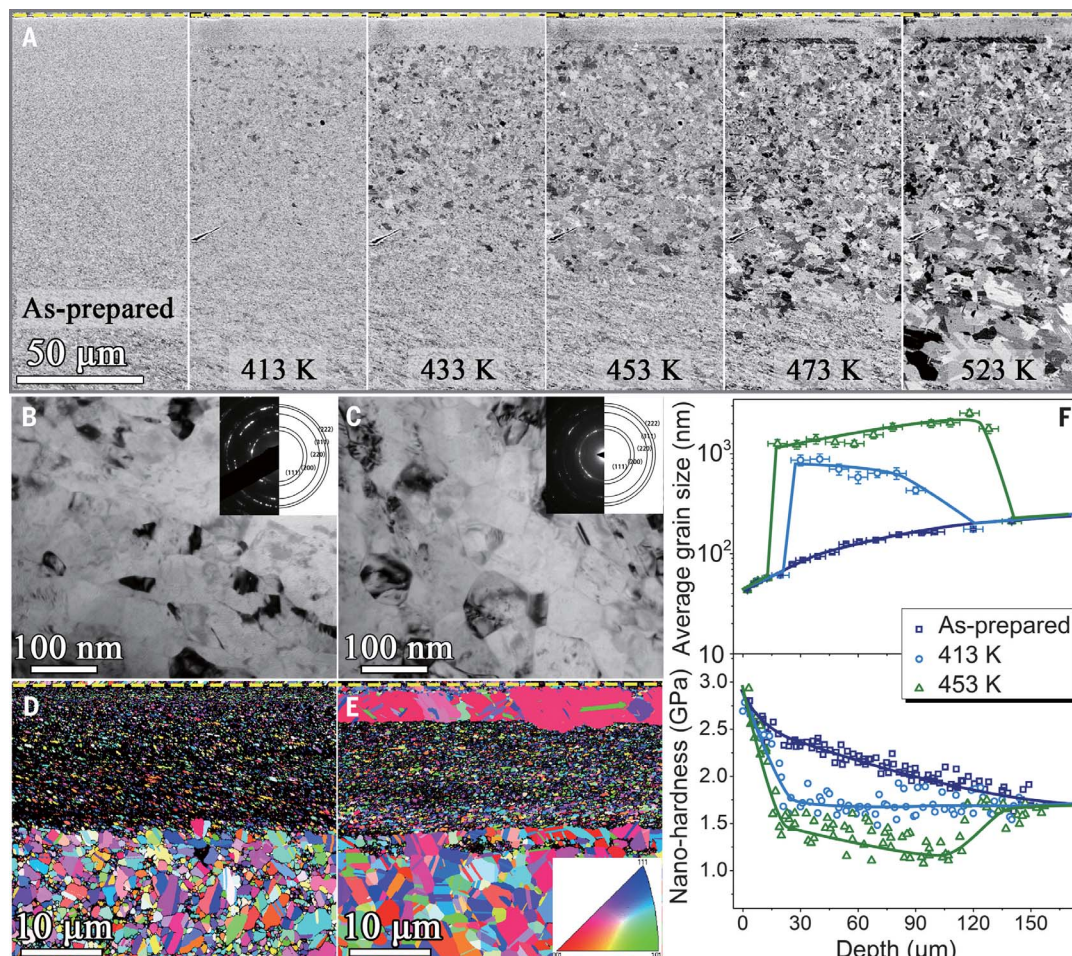 A
As-prepared
50 µm
413 K
433 K
453 K
473 K
523 K
B
(222)
(311)
(220)
(200)
(111)
100 nm
C
(222)
(311)
(220)
(200)
(111)
100 nm
D
10 µm
E
10 µm
111
001
101
F
Average grain size (nm)
10³
10²
10
As-prepared
413 K
453 K
Nano-hardness (GPa)
3.0
2.5
2.0
1.5
1.0
0
30
60
90
120
150
Depth (µm)